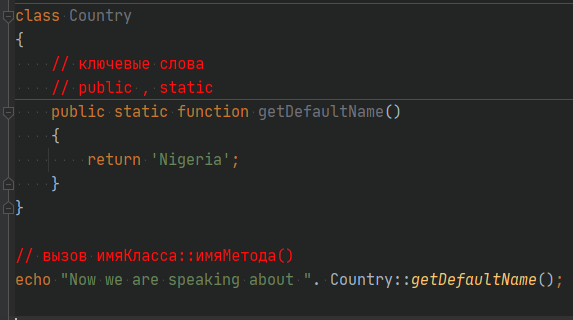 class Country
{
    // ключевые слова
    // public , static
    public static function getDefaultName()
    {
        return 'Nigeria';
    }
}

// вызов имяКласса::имяМетода()
echo "Now we are speaking about ". Country::getDefaultName();